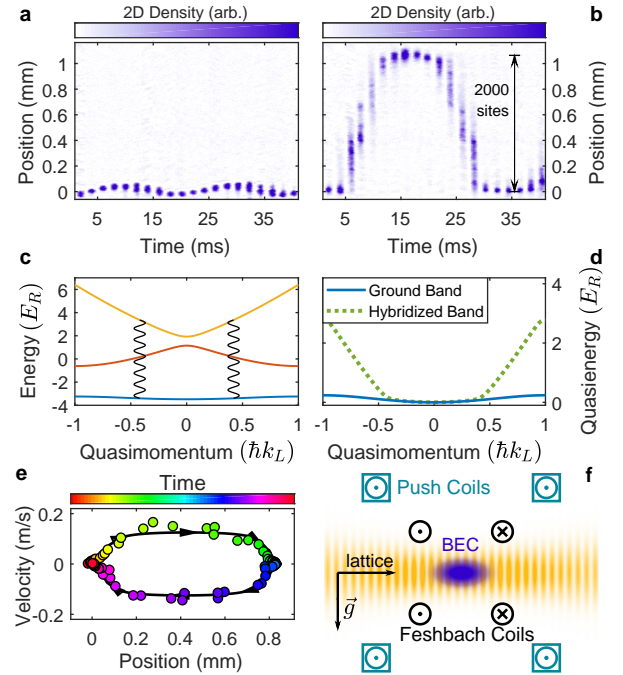 a
2D Density (arb.)
Position (mm)
1
0.8
0.6
0.4
0.2
0
5
15
25
35
Time (ms)
2D Density (arb.)
b
2000
sites
1
0.8
0.6
0.4
0.2
0
Position (mm)
5
15
25
35
Time (ms)
c
Energy (E_R)
6
4
2
0
-2
-4
-1
-0.5
0
0.5
1
Quasimomentum (ħk_L)
d
Ground Band
Hybridized Band
4
2
0
Quasienergy (E_R)
-1
-0.5
0
0.5
1
Quasimomentum (ħk_L)
e
Time
Velocity (m/s)
0.2
0
-0.2
0
0.2
0.4
0.6
0.8
Position (mm)
f
Push Coils
BEC
lattice
g⃗
Feshbach Coils